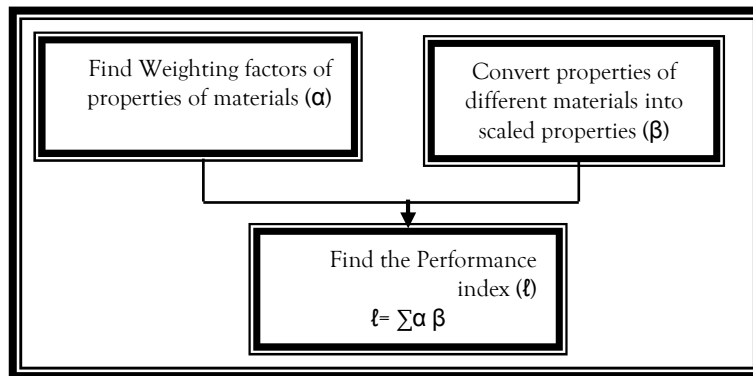 Find Weighting factors of
properties of materials (α)
Convert properties of
different materials into
scaled properties (β)
Find the Performance
index (ℓ)
ℓ= ∑α β